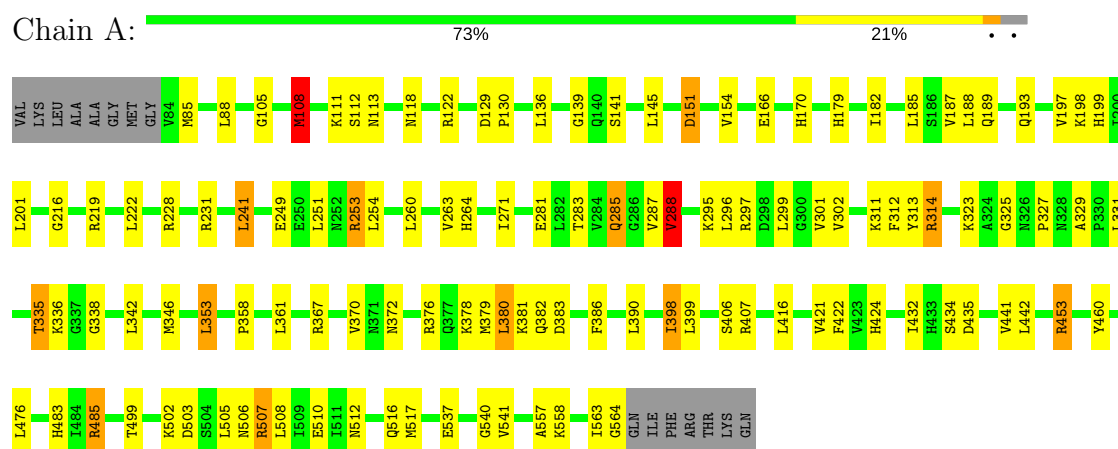 Chain A:
73% 21% • •
VAL LYS LEU ALA ALA GLY MET GLY V84 M85 L88 G105 M108 K111 S112 N113 N118 R122 D129 P130 L136 G139 Q140 S141 L145 D151 V154 E166 H170 H179 I182 L185 S186 V187 L188 Q189 Q193 V197 K198 H199 I200
L201 G216 R219 L222 R228 R231 L241 E249 E250 L251 N252 R253 L254 L260 V263 H264 I271 E281 L282 T283 V284 Q285 G286 V287 V288 K295 L296 R297 D298 L299 G300 V301 V302 K311 F312 Y313 R314 K323 A324 G325 N326 P327 N328 A329 P330 L331
T335 K336 G337 G338 L342 M346 L353 P358 L361 R367 V370 N371 N372 R376 Q377 K378 M379 L380 K381 Q382 D383 F386 L390 I398 L399 S406 R407 L416 V421 F422 V423 H424 I432 H433 S434 D435 V441 L442 R453 Y460
L476 H483 I484 R485 T499 K502 D503 S504 L505 N506 R507 L508 I509 E510 I511 N512 Q516 M517 E537 G540 V541 A557 K558 I563 G564 GLN ILE PHE ARG THR LYS GLN